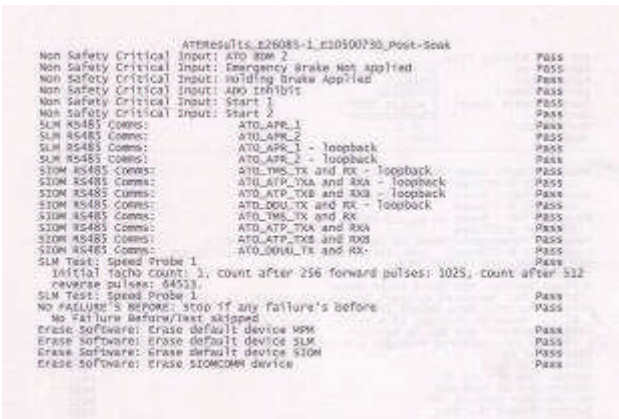 ATEResults_E26085-1_E10500730_Post-Soak
Non Safety Critical Input: ATO BDM 2 Pass
Non Safety Critical Input: Emergency Brake Not Applied Pass
Non Safety Critical Input: Holding Brake Applied Pass
Non Safety Critical Input: ADO Inhibit Pass
Non Safety Critical Input: Start 1 Pass
Non Safety Critical Input: Start 2 Pass
SLM RS485 Comms: ATO_APR_1 Pass
SLM RS485 Comms: ATO_APR_2 Pass
SLM RS485 Comms: ATO_APR_1 - loopback Pass
SLM RS485 Comms: ATO_APR_2 - loopback Pass
SIOM RS485 Comms: ATO_TMS_TX and RX - loopback Pass
SIOM RS485 Comms: ATO_ATP_TXA and RXA - loopback Pass
SIOM RS485 Comms: ATO_ATP_TXB and RXB - loopback Pass
SIOM RS485 Comms: ATO_DOU_TX and RX - loopback Pass
SIOM RS485 Comms: ATO_TMS_TX and RX Pass
SIOM RS485 Comms: ATO_ATP_TXA and RXA Pass
SIOM RS485 Comms: ATO_ATP_TXB and RXB Pass
SIOM RS485 Comms: and RX Pass
SLM Test: Speed Probe 1 Pass
Initial Tacho Count: 1, count after 256 forward pulses: 1025, count after 512
reverse pulses: 64513.
SLM Test: Speed Probe 1 Pass
NO FAILURE'S BEFORE: Stop if any failure's before Pass
No Failure Before/Test skipped
Erase Software: Erase default device MPM Pass
Erase Software: Erase default device SLM Pass
Erase Software: Erase default device SIOM Pass
Erase Software: Erase SIOMCOMM device Pass